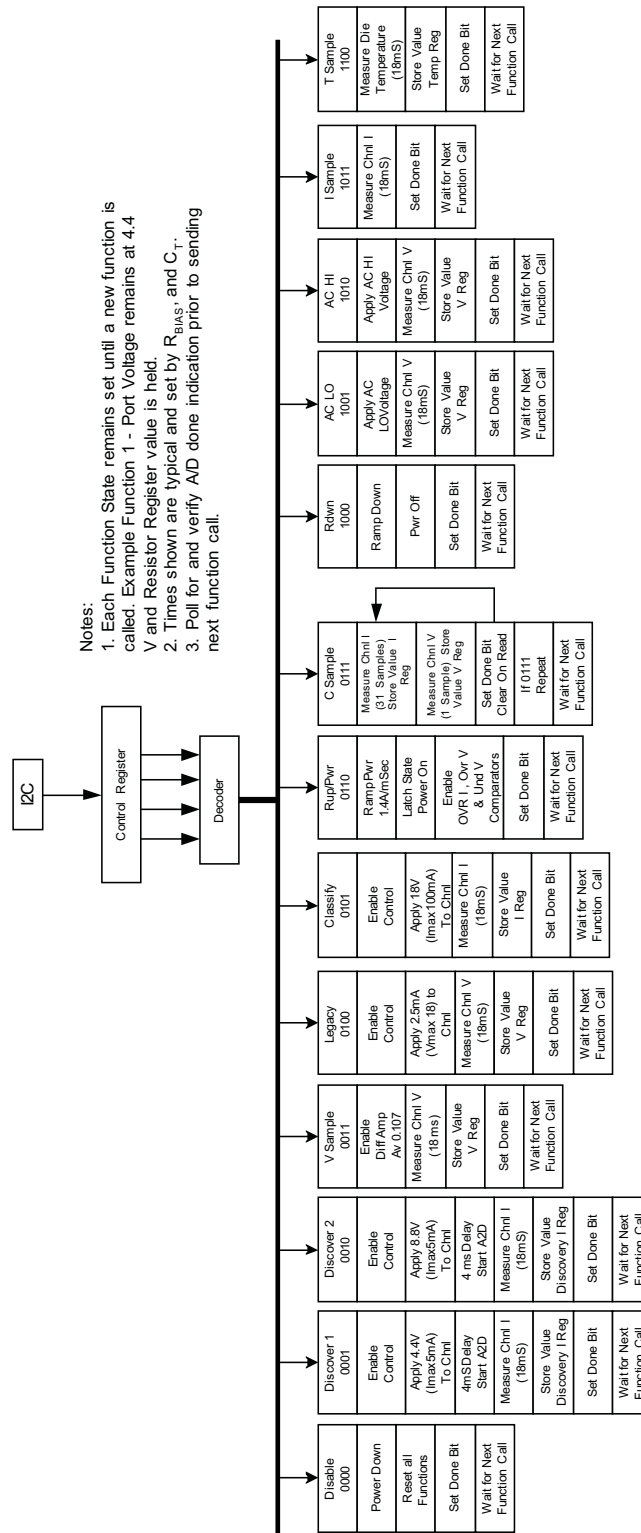 I2C
Control Register
Decoder
Notes:
1. Each Function State remains set until a new function is
called. Example Function 1 - Port Voltage remains at 4.4
V and Resistor Register value is held.
2. Times shown are typical and set by RBIAS, and CT.
3. Poll for and verify A/D done indication prior to sending
next function call.
Disable
0000
Power Down
Reset all
Functions
Set Done Bit
Wait for Next
Function Call
Discover 1
0001
Enable
Control
Apply 4.4V
(Imax5mA)
To Chnl
4mSDelay
Start A2D
Measure Chnl I
(18mS)
Store Value
Discovery I Reg
Set Done Bit
Wait for Next
Function Call
Discover 2
0010
Enable
Control
Apply 8.8V
(Imax5mA)
To Chnl
4 ms Delay
Start A2D
Measure Chnl I
(18mS)
Store Value
Discovery I Reg
Set Done Bit
Wait for Next
Function Call
V Sample
0011
Enable
Diff Amp
Av 0.107
Measure Chnl V
(18 ms)
Store Value
V Reg
Set Done Bit
Wait for Next
Function Call
Legacy
0100
Enable
Control
Apply 2.5mA
(Vmax 18) to
Chnl
Measure Chnl V
(18mS)
Store Value
V Reg
Set Done Bit
Wait for Next
Function Call
Classify
0101
Enable
Control
Apply 18V
(Imax100mA)
To Chnl
Measure Chnl I
(18mS)
Store Value
I Reg
Set Done Bit
Wait for Next
Function Call
Rup/Pwr
0110
Ramp Pwr
1.4A/mSec
Latch State
Power On
Enable
OVR I , Ovr V
& Und V
Comparators
Set Done Bit
Wait for Next
Function Call
C Sample
0111
Measure Chnl I
(31 Samples)
Store Value I
Reg
Measure Chnl V
(1 Sample) Store
Value V Reg
Set Done Bit
Clear On Read
If 0111
Repeat
Wait for Next
Function Call
Rdwn
1000
Ramp Down
Pwr Off
Set Done Bit
Wait for Next
Function Call
AC LO
1001
Apply AC
LOVoltage
Measure Chnl V
(18mS)
Store Value
V Reg
Set Done Bit
Wait for Next
Function Call
AC HI
1010
Apply AC HI
Voltage
Measure Chnl V
(18mS)
Store Value
V Reg
Set Done Bit
Wait for Next
Function Call
I Sample
1011
Measure Chnl I
(18mS)
Set Done Bit
Wait for Next
Function Call
T Sample
1100
Measure Die
Temperature
(18mS)
Store Value
Temp Reg
Set Done Bit
Wait for Next
Function Call